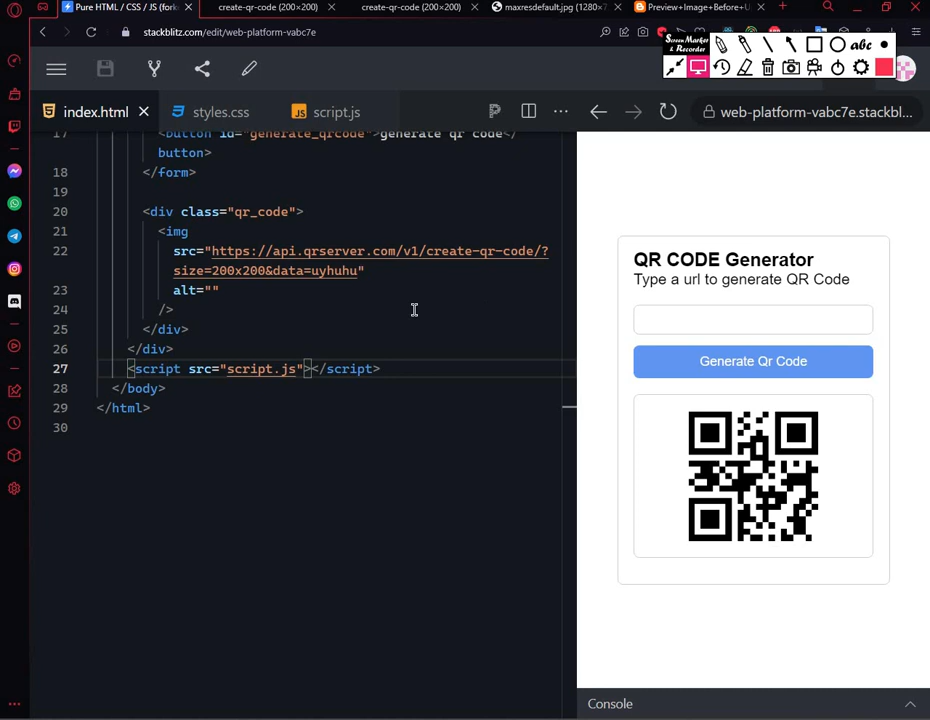 Pure HTML / CSS / JS (fork
create-qr-code (200×200)
create-qr-code (200×200)
maxresdefault.jpg (1280×7
Preview+Image+Before+U
stackblitz.com/edit/web-platform-vabc7e
Screen Marker
& Recorder
abc
index.html
styles.css
script.js
web-platform-vabc7e.stackbl...
17 <button id="generate_qrcode">generate qr code</
button>
18 </form>
19
20 <div class="qr_code">
21 <img
22 src="https://api.qrserver.com/v1/create-qr-code/?
size=200x200&data=uyhuhu"
23 alt=""
24 />
25 </div>
26 </div>
27 <script src="script.js"></script>
28 </body>
29 </html>
30
QR CODE Generator
Type a url to generate QR Code
Generate Qr Code
Console